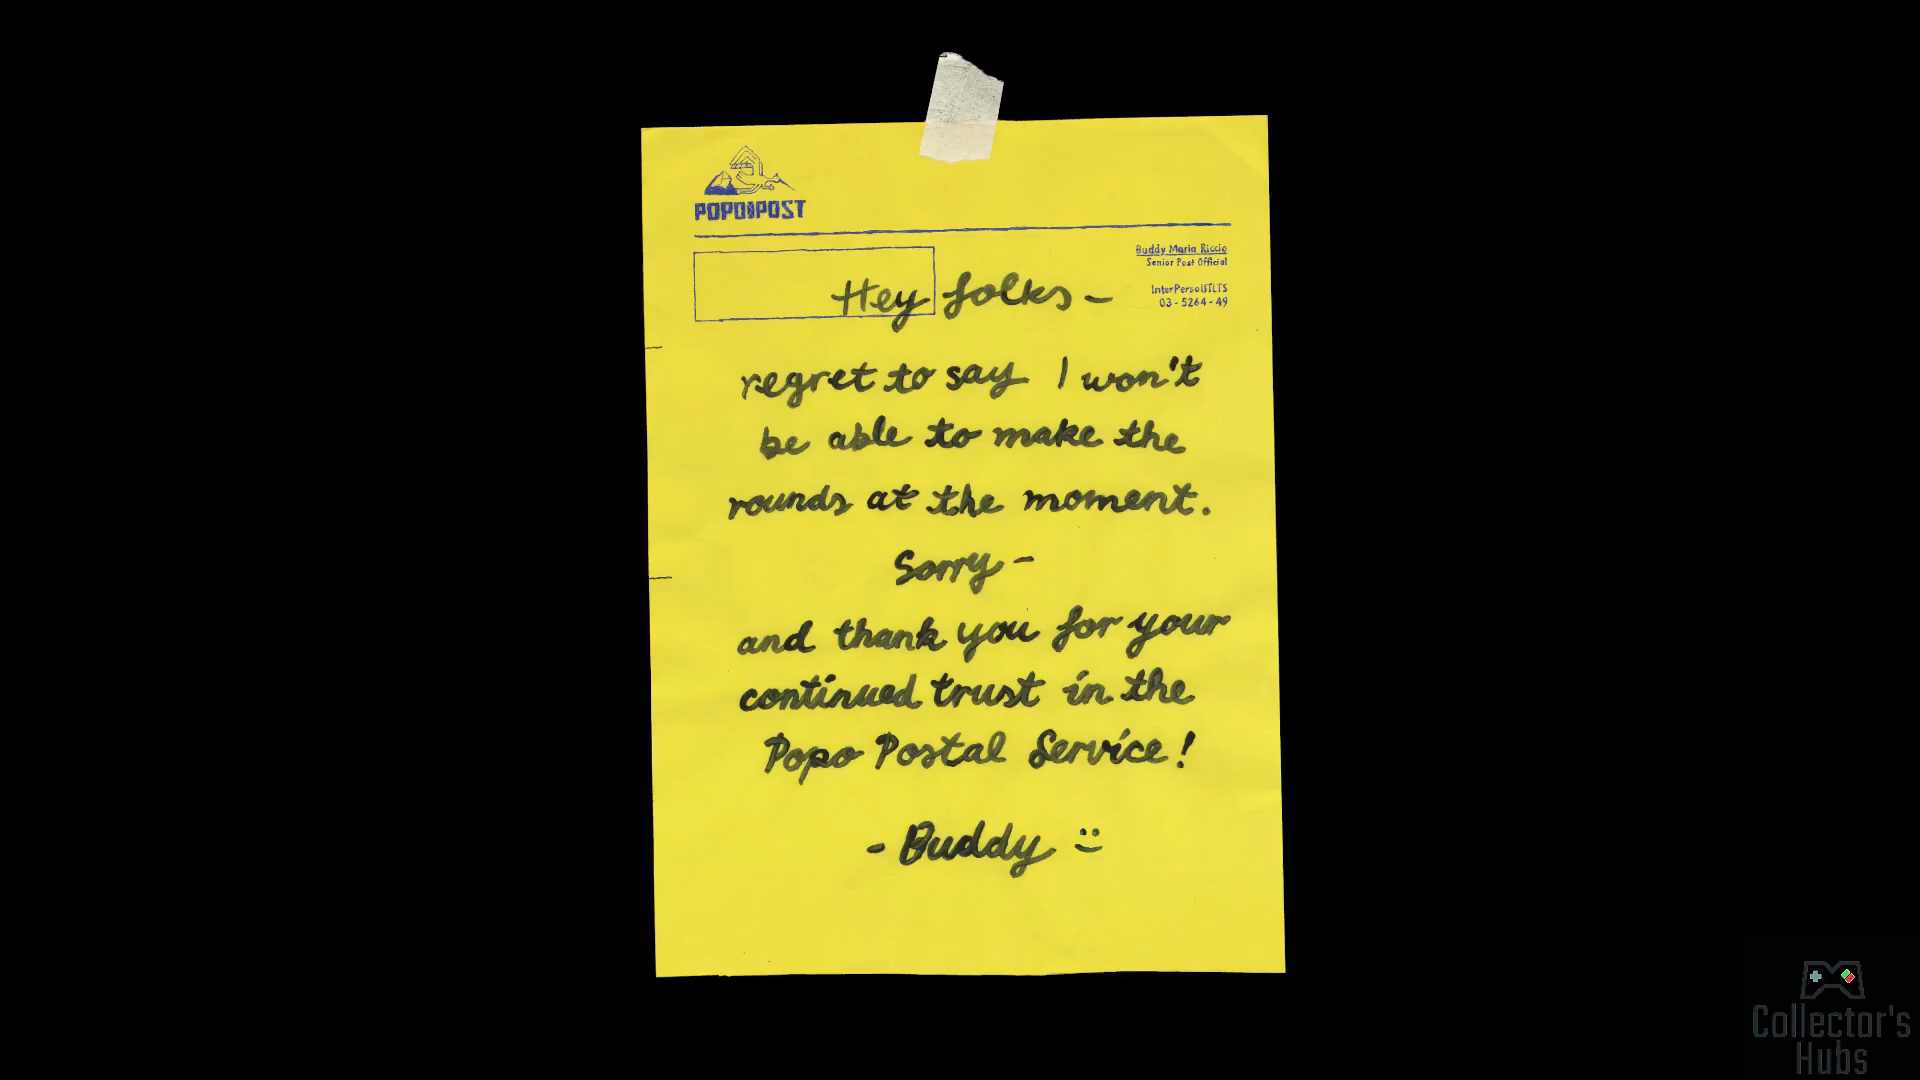 POPOIPOST
Buddy Maria Riccio
Senior Post Official
InterPersoUTLTS
03 - 5264 - 49
Hey folks -
regret to say I won't
be able to make the
rounds at the moment.
Sorry -
and thank you for your
continued trust in the
Popo Postal Service!
- Buddy :)
Collector's
Hubs